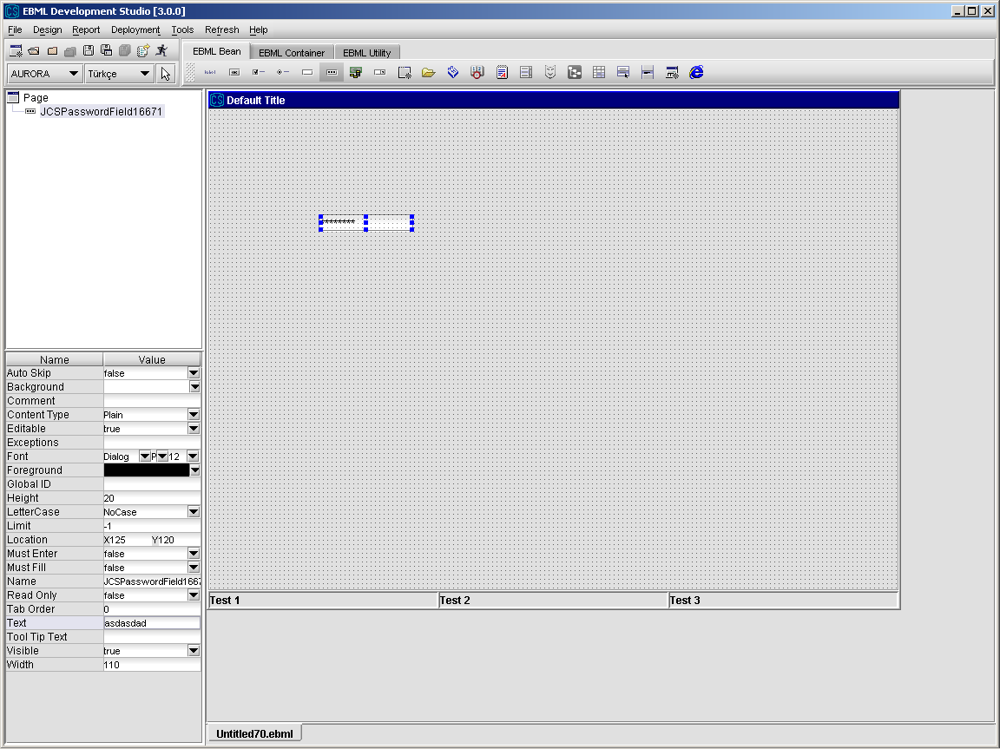 EBML Development Studio [3.0.0]
File Design Report Deployment Tools Refresh Help
EBML Bean EBML Container EBML Utility
AURORA Türkçe
Page
JCSPasswordField16671
Default Title
*******
Name Value
Auto Skip false
Background
Comment
Content Type Plain
Editable true
Exceptions
Font Dialog P 12
Foreground
Global ID
Height 20
LetterCase NoCase
Limit -1
Location X125 Y120
Must Enter false
Must Fill false
Name JCSPasswordField1667
Read Only false
Tab Order 0
Text asdasdad
Tool Tip Text
Visible true
Width 110
Test 1 Test 2 Test 3
Untitled70.ebml